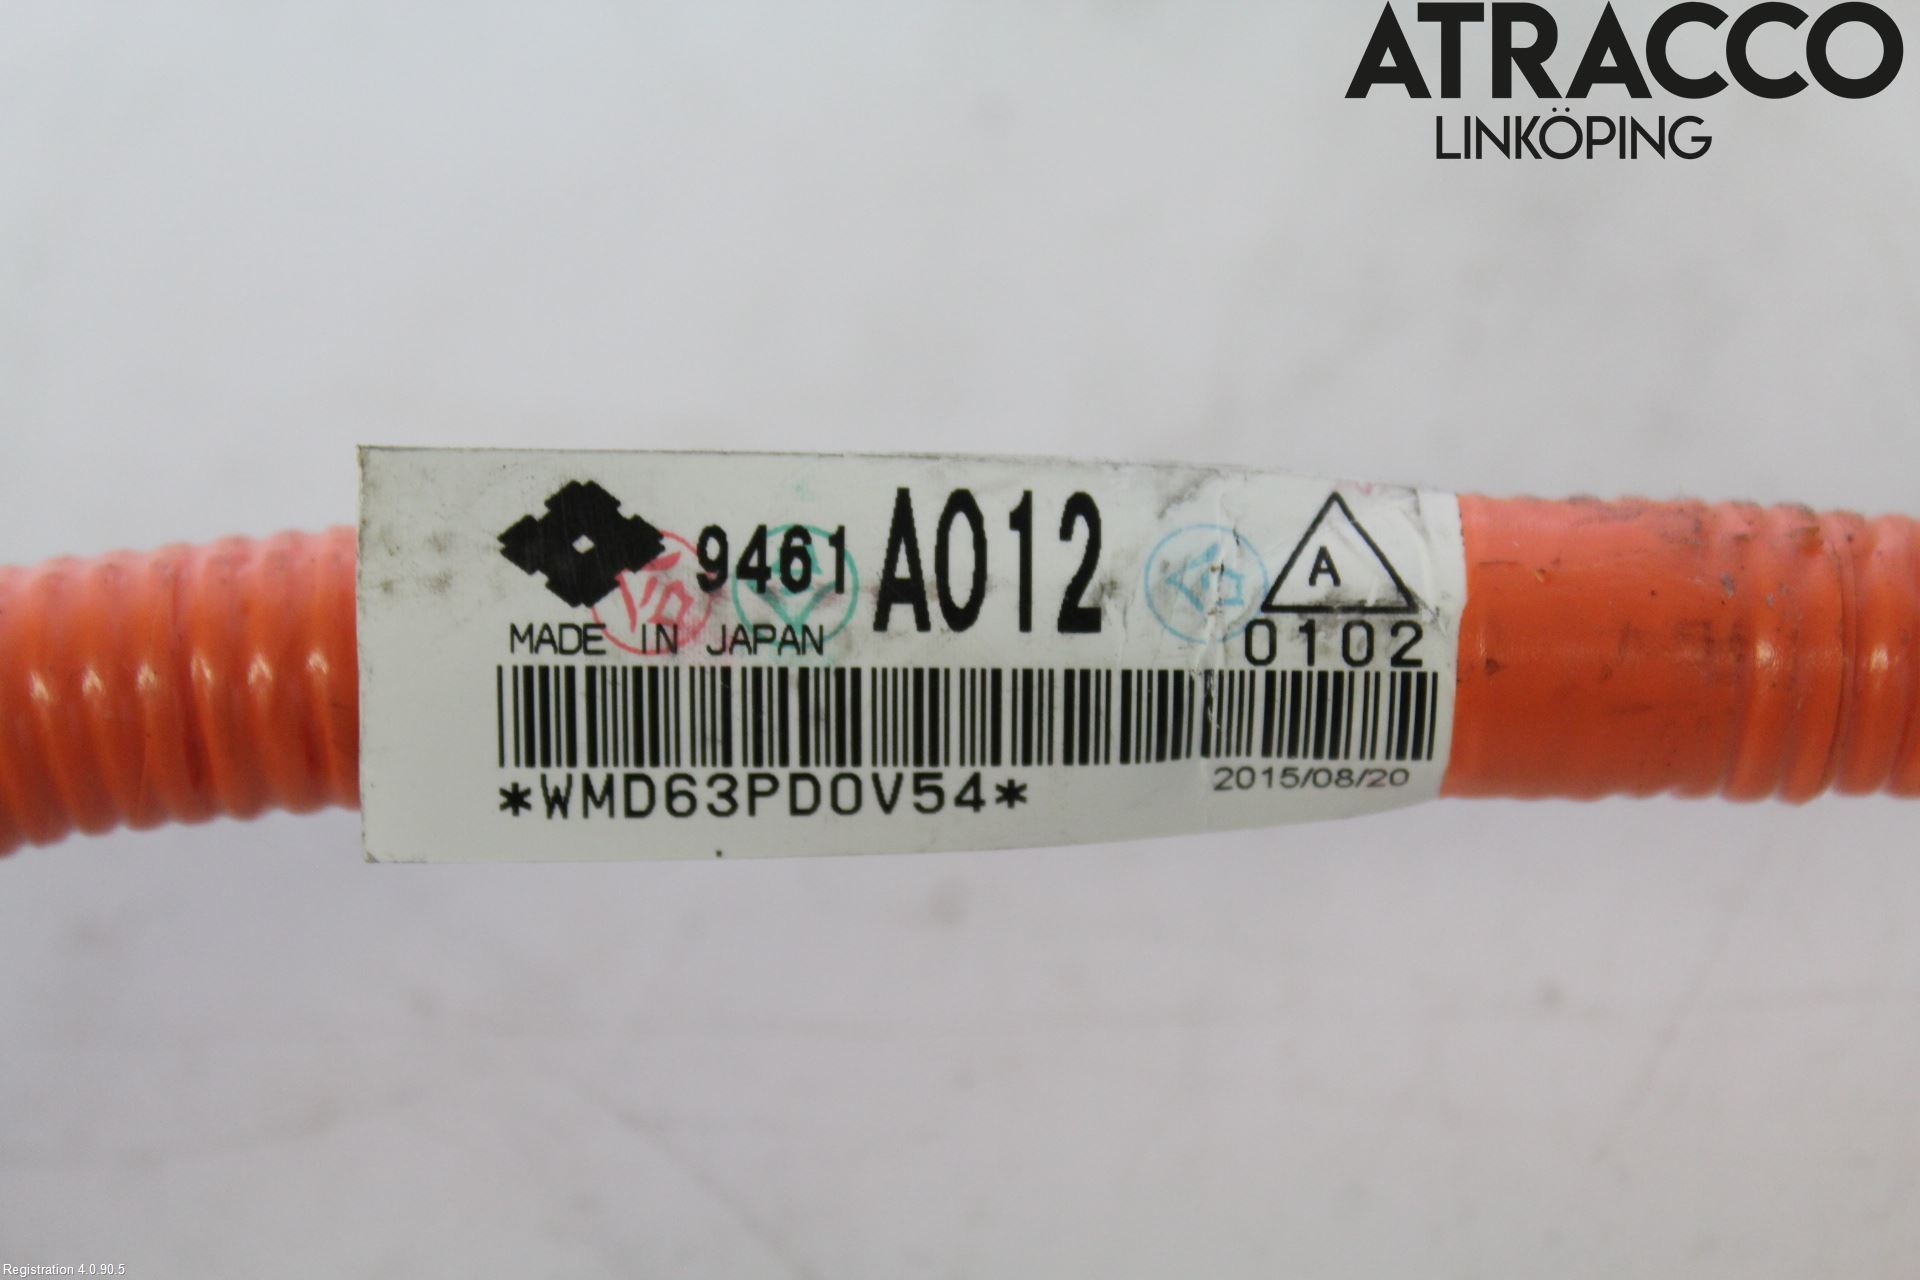 ATRACCO
LINKÖPING
9461 A012
A
MADE IN JAPAN
0102
*WMD63PD0V54*
2015/08/20
Registration 4.0.90.5